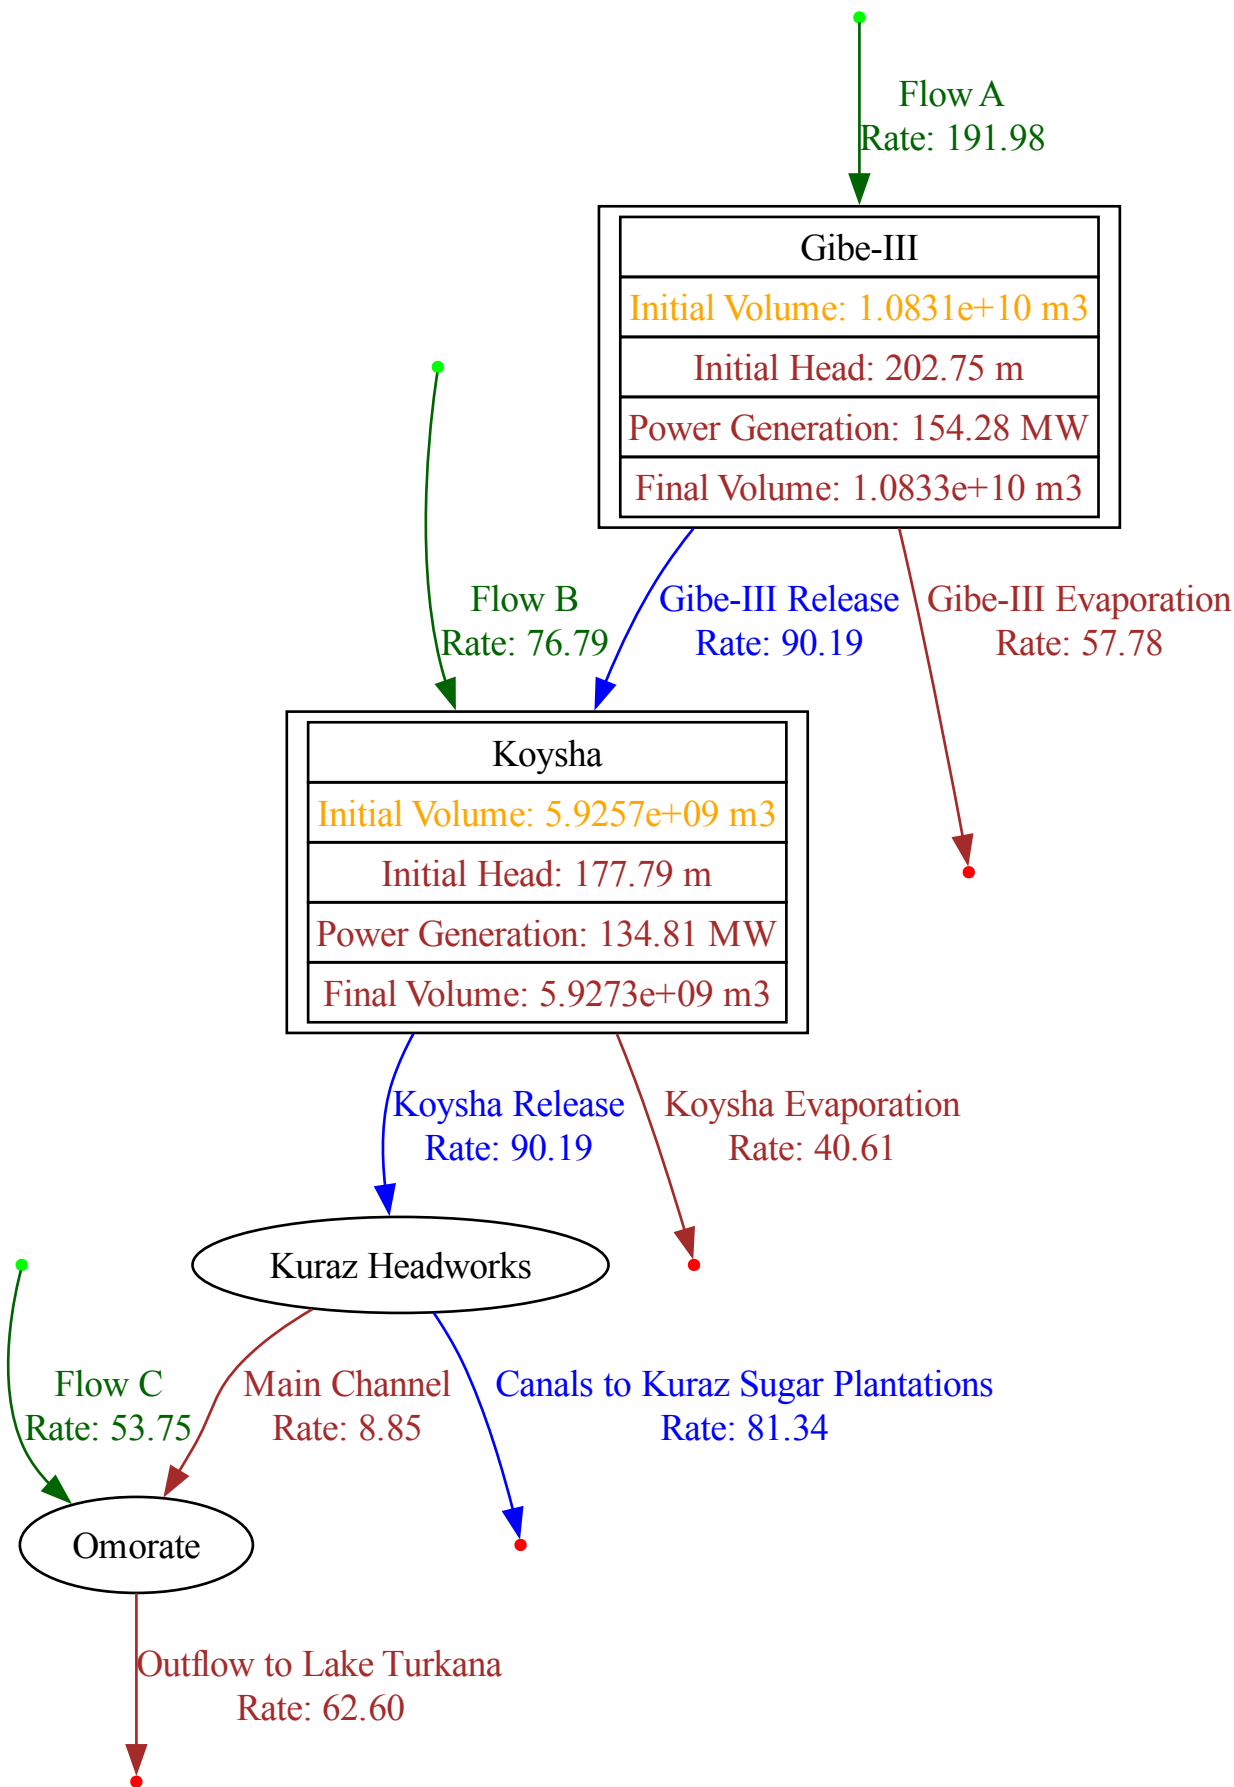 Flow A
Rate: 191.98
Gibe-III
Initial Volume: 1.0831e+10 m3
Initial Head: 202.75 m
Power Generation: 154.28 MW
Final Volume: 1.0833e+10 m3
Flow B
Rate: 76.79
Gibe-III Release
Rate: 90.19
Gibe-III Evaporation
Rate: 57.78
Koysha
Initial Volume: 5.9257e+09 m3
Initial Head: 177.79 m
Power Generation: 134.81 MW
Final Volume: 5.9273e+09 m3
Koysha Release
Rate: 90.19
Koysha Evaporation
Rate: 40.61
Kuraz Headworks
Flow C
Rate: 53.75
Main Channel
Rate: 8.85
Canals to Kuraz Sugar Plantations
Rate: 81.34
Omorate
Outflow to Lake Turkana
Rate: 62.60